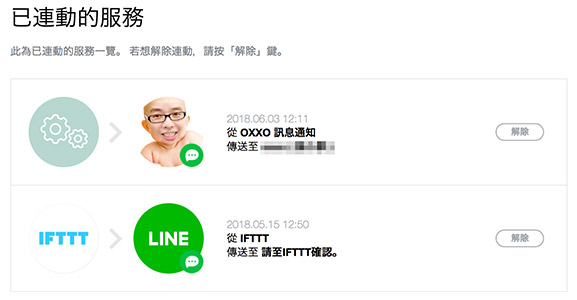 已連動的服務
此為已連動的服務一覽。 若想解除連動, 請按「解除」鍵。
2018.06.03 12:11
從 OXXO 訊息通知
傳送至
解除
IFTTT
LINE
2018.05.15 12:50
從 IFTTT
傳送至 請至IFTTT確認。
解除